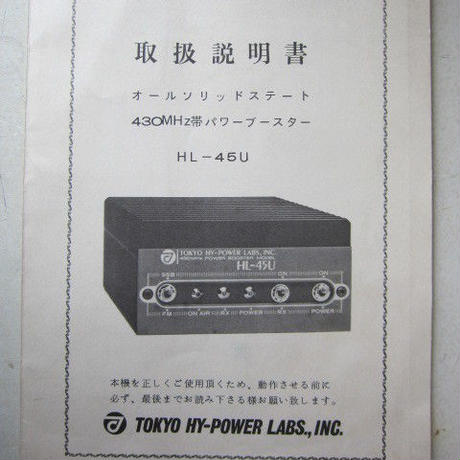 取扱説明書
オールソリッドステート
430MHz帯パワーブースター
HL-45U
TOKYO HY-POWER LABS, INC.
430MHz POWER BOOSTER MODEL
HL-45U
SSB ON ON
FM ON AIR RX POWER RX POWER
本機を正しくご使用頂くため、動作させる前に
必ず、最後までお読み下さる様お願い致します。
TOKYO HY-POWER LABS., INC.